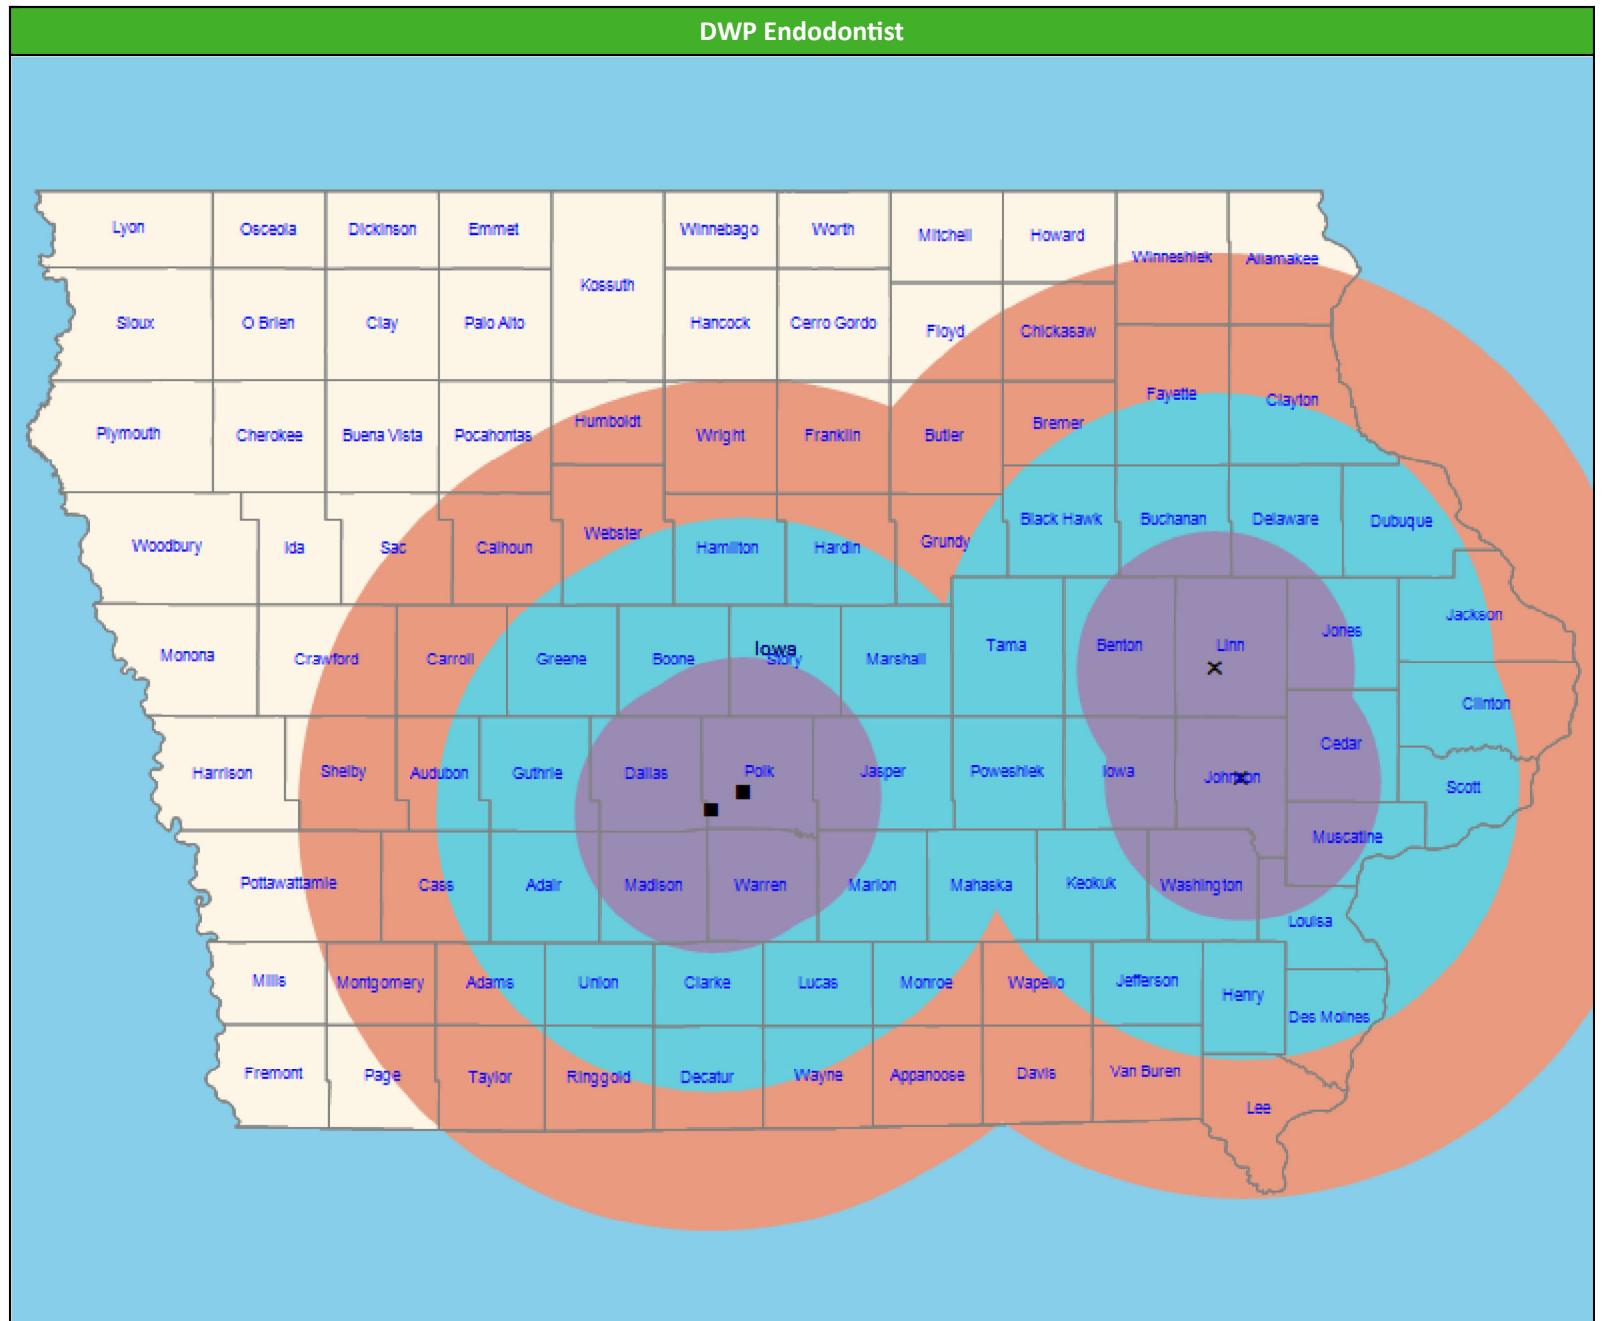 DWP Endodontist
Lyon
Osceola
Dickinson
Emmet
Winnebago
Worth
Mitchell
Howard
Winneshiek
Allamakee
Kossuth
Sioux
O Brien
Clay
Palo Alto
Hancock
Cerro Gordo
Floyd
Chickasaw
Fayette
Clayton
Plymouth
Cherokee
Buena Vista
Pocahontas
Humboldt
Wright
Franklin
Butler
Bremer
Woodbury
Ida
Sac
Calhoun
Webster
Hamilton
Hardin
Grundy
Black Hawk
Buchanan
Delaware
Dubuque
Monona
Crawford
Carroll
Greene
Boone
Iowa
Story
Marshall
Tama
Benton
Linn
Jones
Jackson
Clinton
Harrison
Shelby
Audubon
Guthrie
Dallas
Polk
Jasper
Poweshiek
Iowa
Johnson
Cedar
Scott
Muscatine
Pottawattamie
Cass
Adair
Madison
Warren
Marion
Mahaska
Keokuk
Washington
Louisa
Mills
Montgomery
Adams
Union
Clarke
Lucas
Monroe
Wapello
Jefferson
Henry
Des Moines
Fremont
Page
Taylor
Ringgold
Decatur
Wayne
Appanoose
Davis
Van Buren
Lee